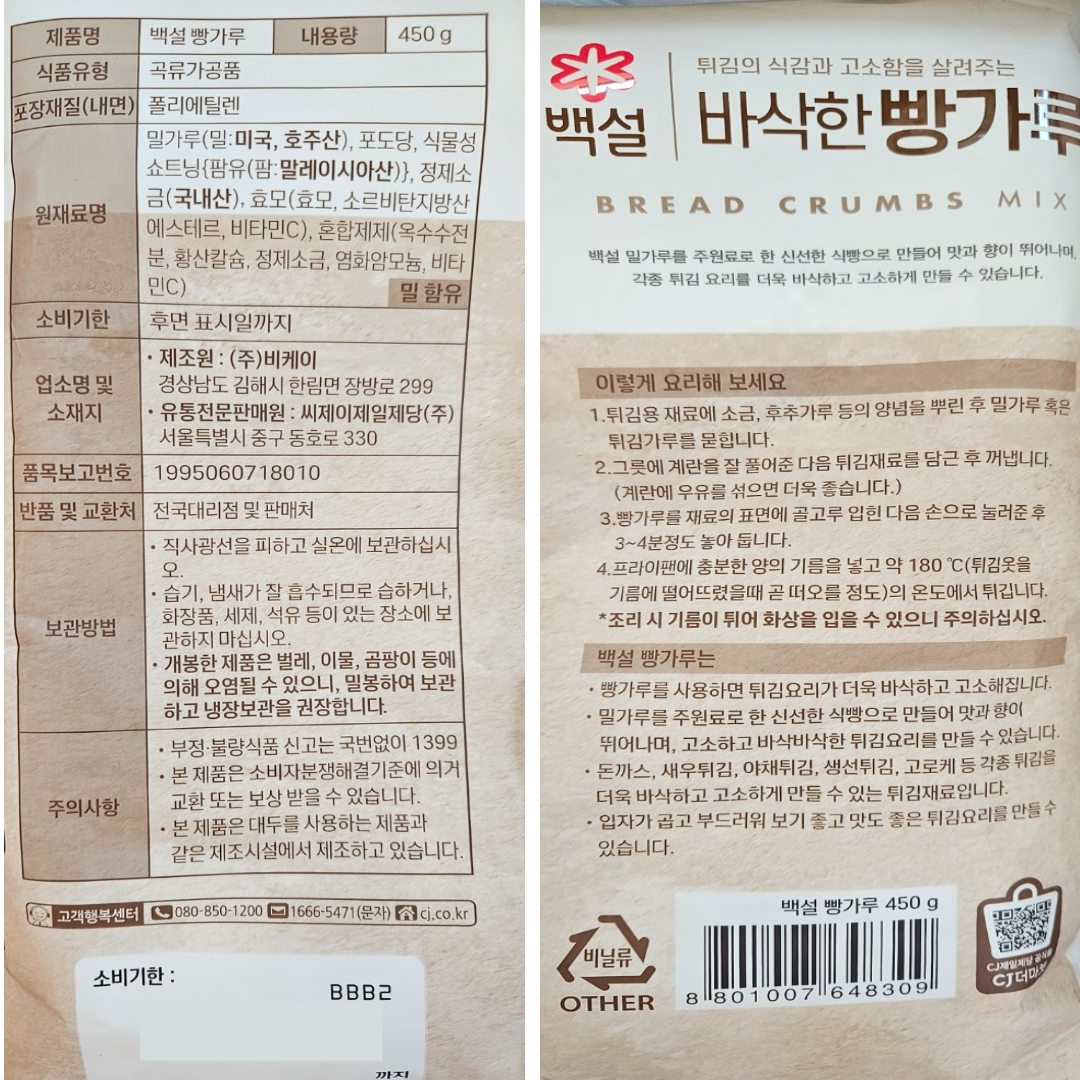 제품명 백설 빵가루 내용량 450 g
식품유형 곡류가공품
포장재질(내면) 폴리에틸렌
원재료명
밀가루(밀:미국, 호주산), 포도당, 식물성
쇼트닝{팜유(팜:말레이시아산)}, 정제소
금(국내산), 효모(효모, 소르비탄지방산
에스테르, 비타민C), 혼합제제(옥수수전
분, 황산칼슘, 정제소금, 염화암모늄, 비타
민C)
밀 함유
소비기한 후면 표시일까지
업소명 및
소재지
• 제조원 : (주)비케이
경상남도 김해시 한림면 장방로 299
• 유통전문판매원 : 씨제이제일제당(주)
서울특별시 중구 동호로 330
품목보고번호 1995060718010
반품 및 교환처 전국대리점 및 판매처
보관방법
• 직사광선을 피하고 실온에 보관하십시
오.
• 습기, 냄새가 잘 흡수되므로 습하거나,
화장품, 세제, 석유 등이 있는 장소에 보
관하지 마십시오.
• 개봉한 제품은 벌레, 이물, 곰팡이 등에
의해 오염될 수 있으니, 밀봉하여 보관
하고 냉장보관을 권장합니다.
주의사항
• 부정·불량식품 신고는 국번없이 1399
• 본 제품은 소비자분쟁해결기준에 의거
교환 또는 보상 받을 수 있습니다.
• 본 제품은 대두를 사용하는 제품과
같은 제조시설에서 제조하고 있습니다.
고객행복센터 080-850-1200 1666-5471(문자) cj.co.kr
소비기한 :
BBB2
까지
백설
튀김의 식감과 고소함을 살려주는
바삭한 빵가루
BREAD CRUMBS MIX
백설 밀가루를 주원료로 한 신선한 식빵으로 만들어 맛과 향이 뛰어나며,
각종 튀김 요리를 더욱 바삭하고 고소하게 만들 수 있습니다.
이렇게 요리해 보세요
1.튀김용 재료에 소금, 후추가루 등의 양념을 뿌린 후 밀가루 혹은
튀김가루를 묻힙니다.
2.그릇에 계란을 잘 풀어준 다음 튀김재료를 담근 후 꺼냅니다.
(계란에 우유를 섞으면 더욱 좋습니다.)
3.빵가루를 재료의 표면에 골고루 입힌 다음 손으로 눌러준 후
3~4분정도 놓아 둡니다.
4.프라이팬에 충분한 양의 기름을 넣고 약 180 ℃(튀김옷을
기름에 떨어뜨렸을때 곧 떠오를 정도)의 온도에서 튀깁니다.
*조리 시 기름이 튀어 화상을 입을 수 있으니 주의하십시오.
백설 빵가루는
• 빵가루를 사용하면 튀김요리가 더욱 바삭하고 고소해집니다.
• 밀가루를 주원료로 한 신선한 식빵으로 만들어 맛과 향이
뛰어나며, 고소하고 바삭바삭한 튀김요리를 만들 수 있습니다.
• 돈까스, 새우튀김, 야채튀김, 생선튀김, 고로케 등 각종 튀김을
더욱 바삭하고 고소하게 만들 수 있는 튀김재료입니다.
• 입자가 곱고 부드러워 보기 좋고 맛도 좋은 튀김요리를 만들 수
있습니다.
비닐류
OTHER
백설 빵가루 450 g
8 801007 648309
CJ제일제당
CJ더마